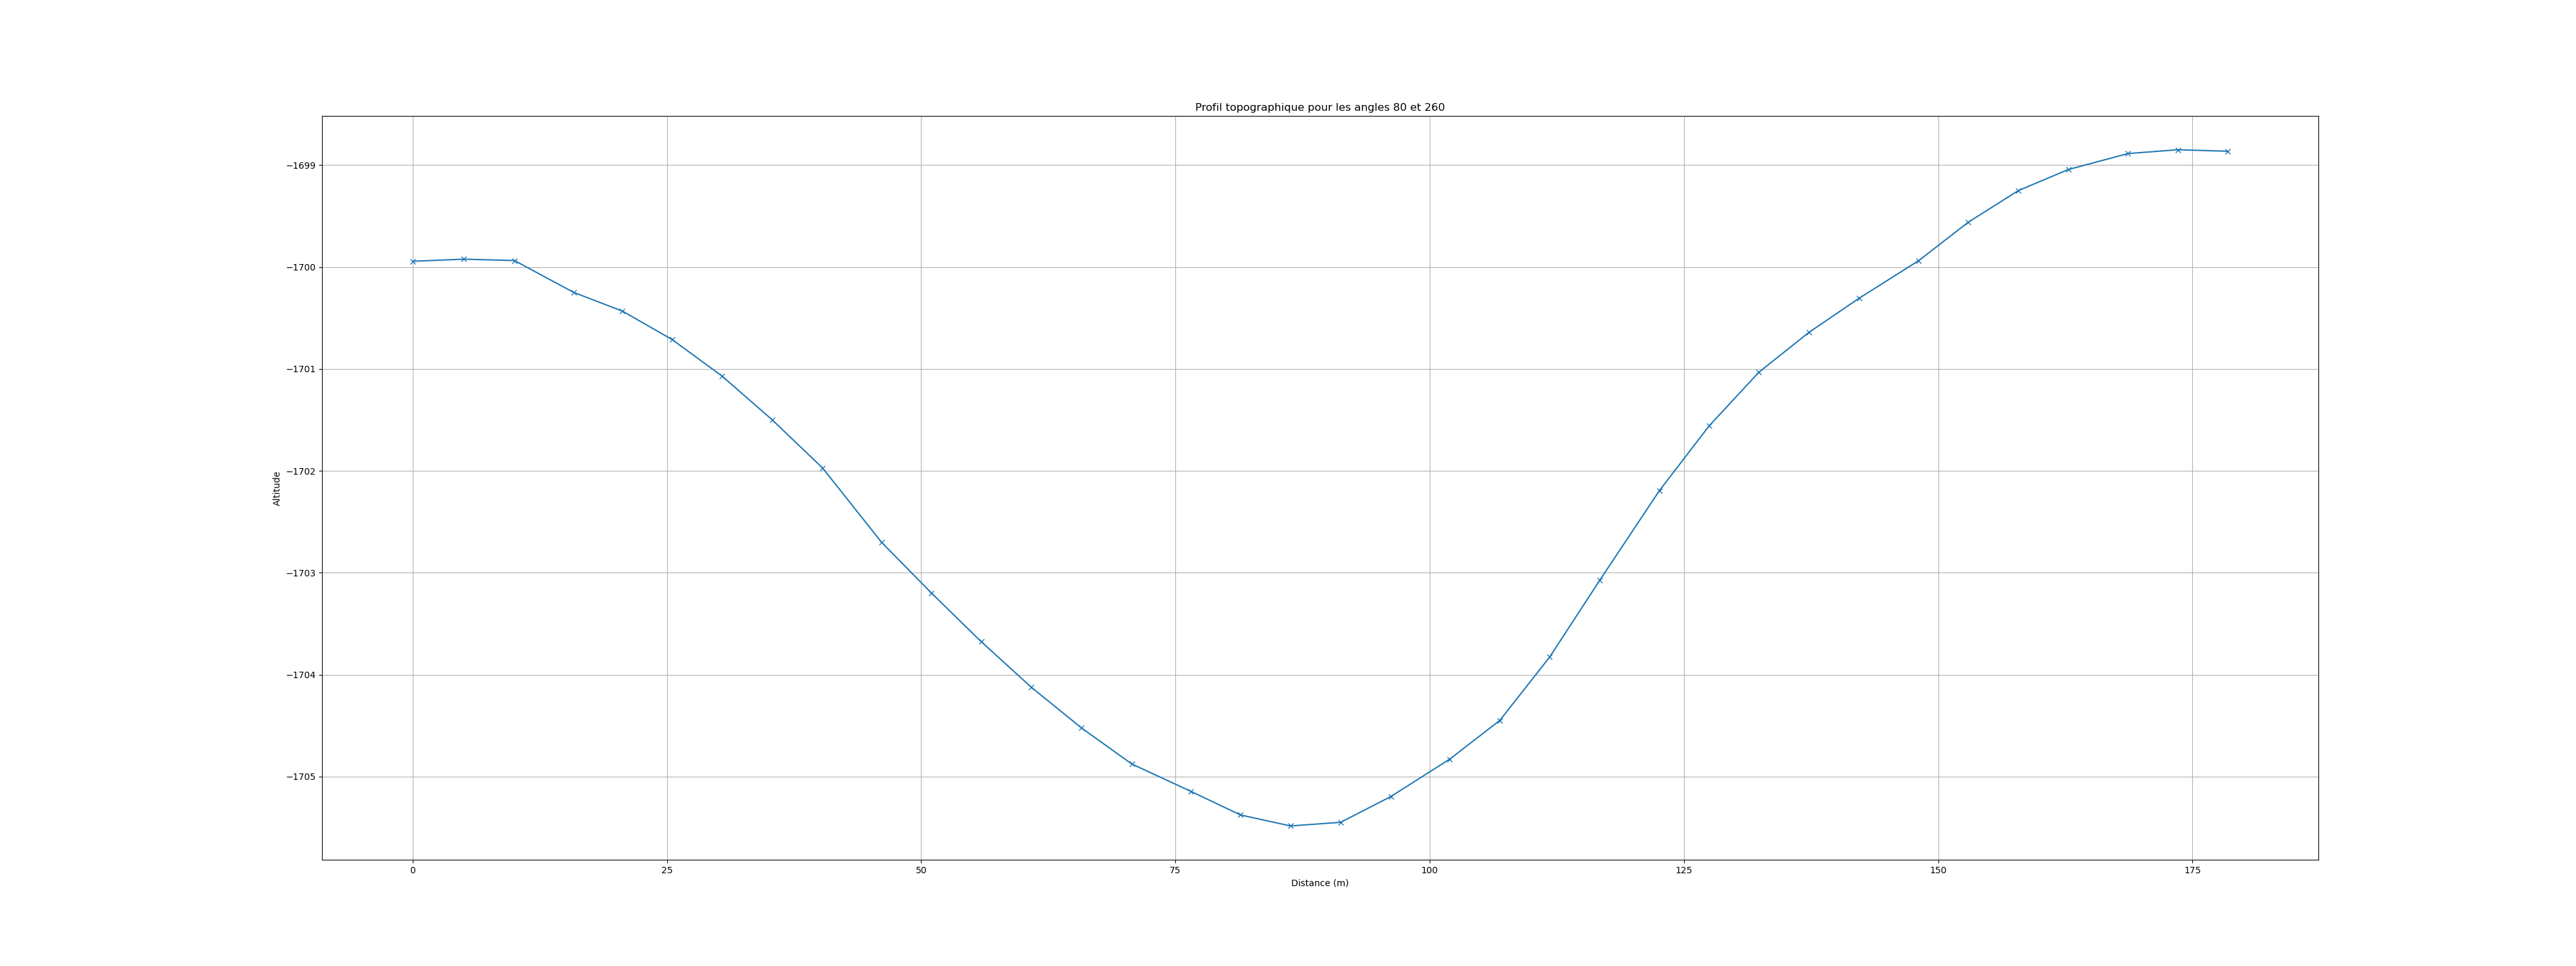 Profil topographique pour les angles 80 et 260
−1699
−1700
−1701
−1702
−1703
−1704
−1705
Altitude
0 25 50 75 100 125 150 175
Distance (m)